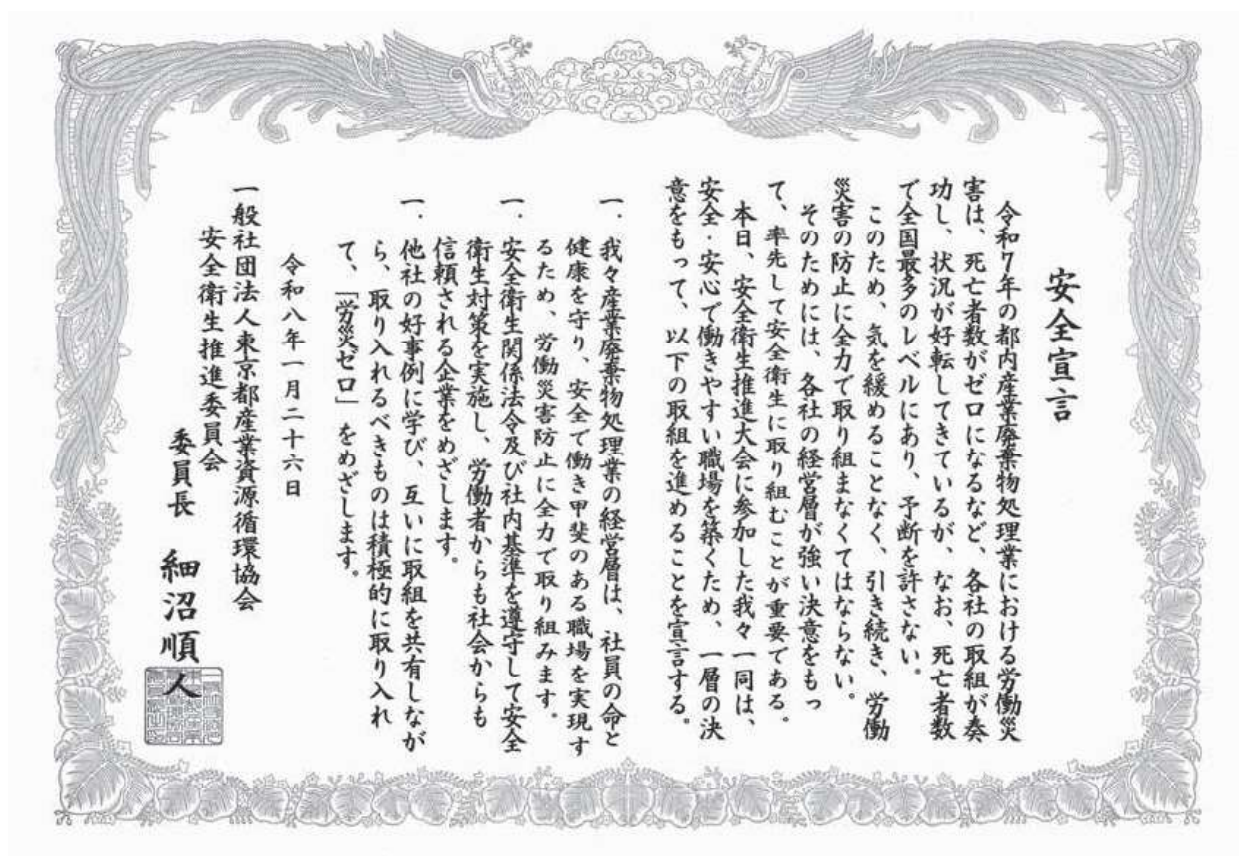 安全宣言
令和7年の都内産業廃棄物処理業における労働災
害は、死亡者数がゼロになるなど、各社の取組が奏
功し、状況が好転してきているが、なお、死亡者数
で全国最多のレベルにあり、予断を許さない。
このため、気を緩めることなく、引き続き、労働
災害の防止に全力で取り組まなくてはならない。
そのためには、各社の経営層が強い決意をもっ
て、率先して安全衛生に取り組むことが重要である。
本日、安全衛生推進大会に参加した我々一同は、
安全・安心で働きやすい職場を築くため、一層の決
意をもって、以下の取組を進めることを宣言する。
一．我々産業廃棄物処理業の経営層は、社員の命と
健康を守り、安全で働き甲斐のある職場を実現す
るため、労働災害防止に全力で取り組みます。
一．安全衛生関係法令及び社内基準を遵守して安全
衛生対策を実施し、労働者からも社会からも
信頼される企業をめざします。
一．他社の好事例に学び、互いに取組を共有しなが
ら、取り入れるべきものは積極的に取り入れ
て、「労災ゼロ」をめざします。
令和八年一月二十六日
一般社団法人東京都産業資源循環協会
安全衛生推進委員会
委員長 細沼順人